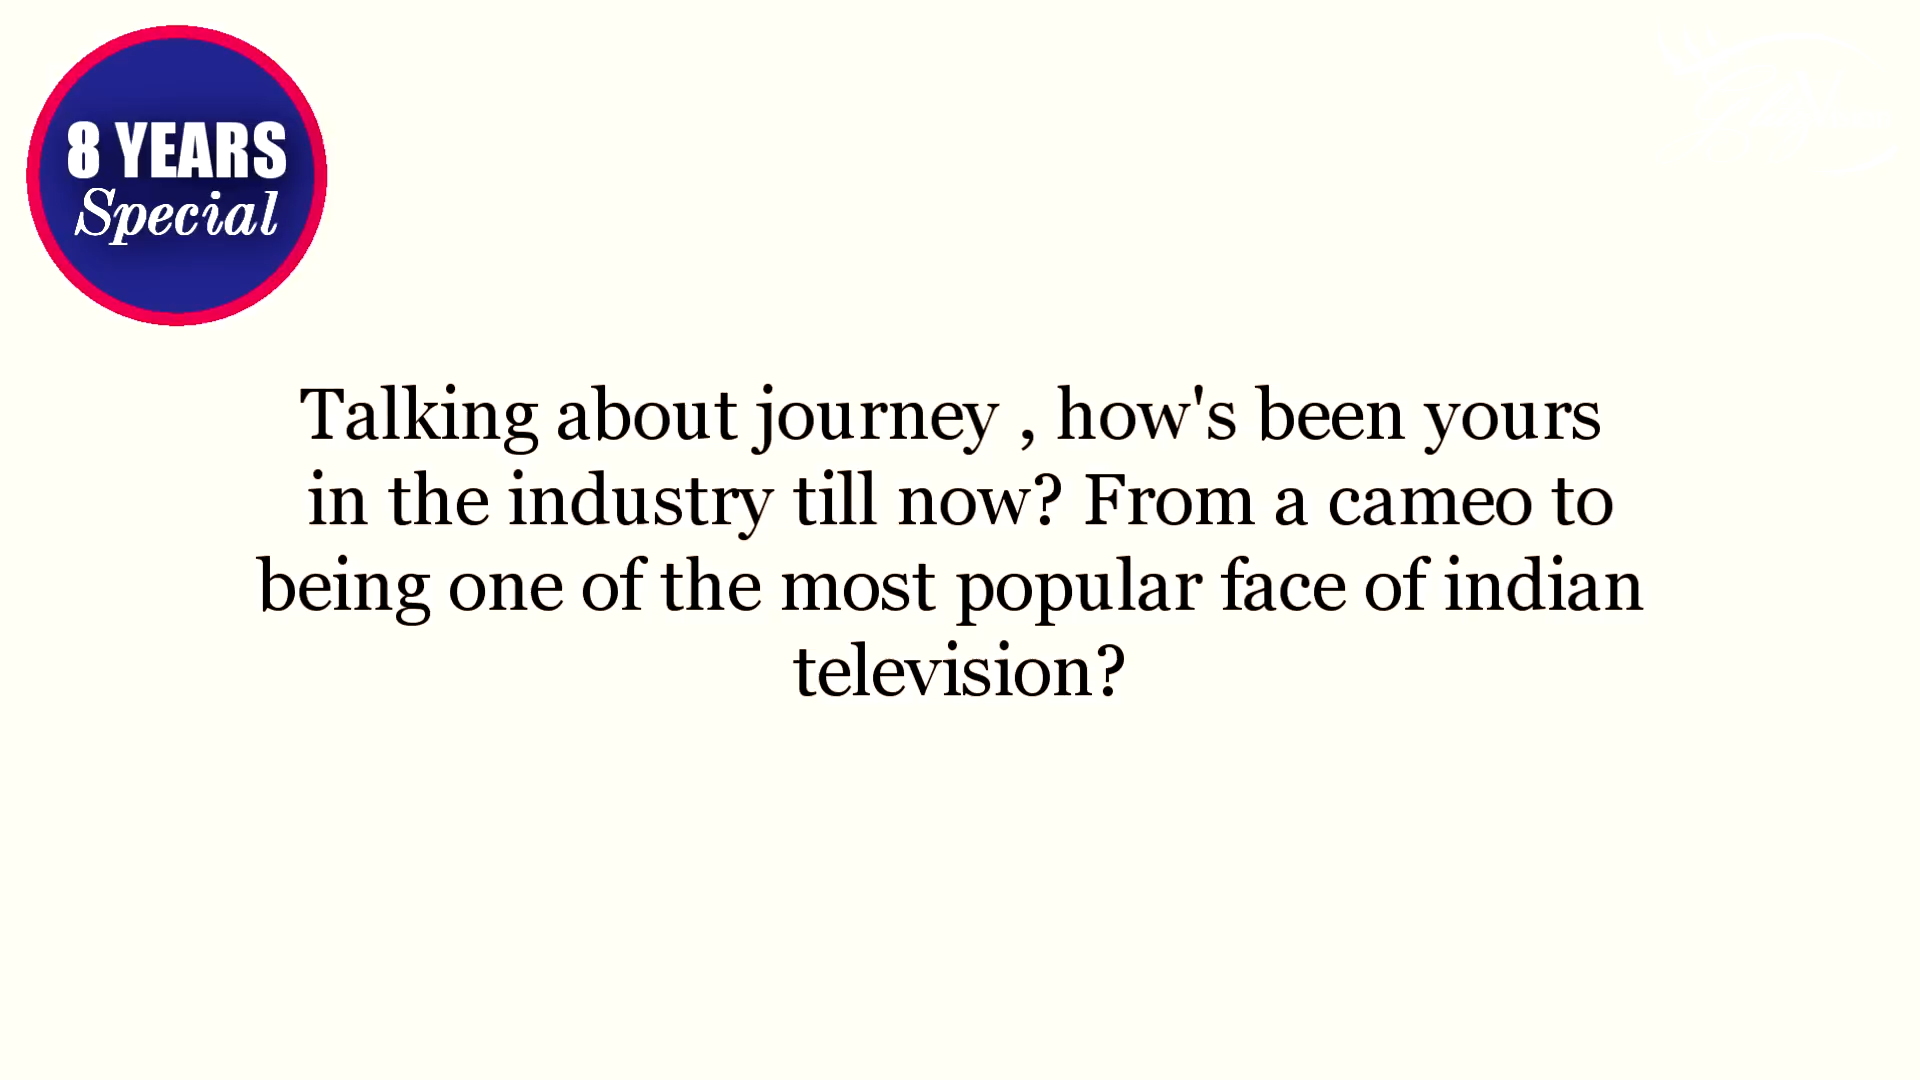 8 YEARS
Special
Talking about journey , how's been yours
in the industry till now? From a cameo to
being one of the most popular face of indian
television?